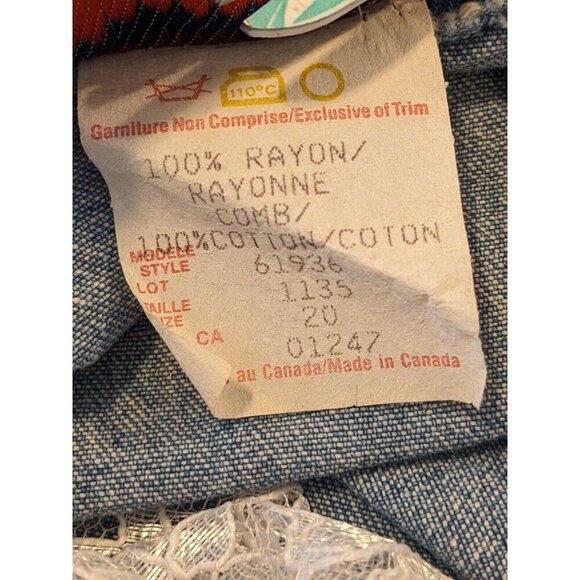 110°C
Garniture Non Comprise/Exclusive of Trim
100% RAYON/
RAYONNE
COMB/
100%COTTON/COTON
MODELE
STYLE 61936
LOT 1135
TAILLE
SIZE 20
CA 01247
au Canada/Made in Canada